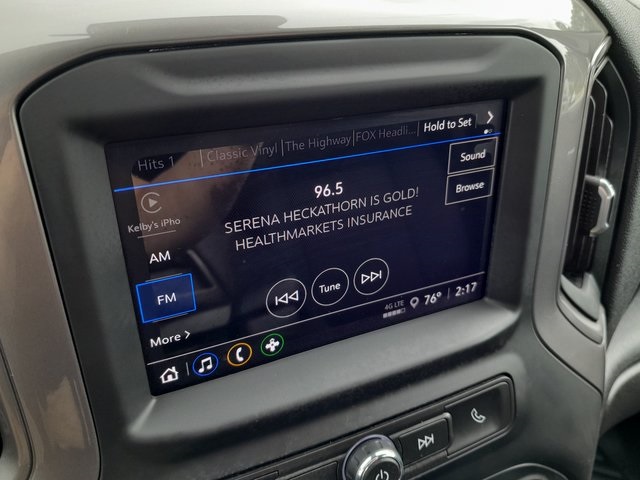 Hits 1 | Classic Vinyl | The Highway | FOX Headli... | Hold to Set
Sound
Browse
96.5
SERENA HECKATHORN IS GOLD!
HEALTHMARKETS INSURANCE
Kelby's iPho
AM
FM
More
Tune
4G LTE 76° 2:17